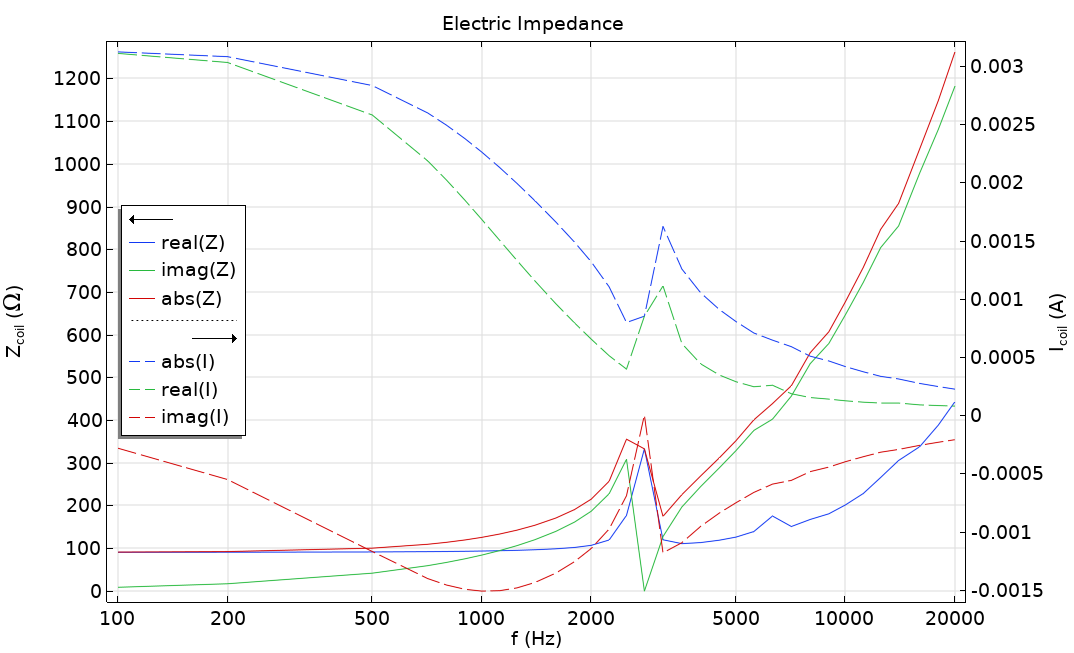 Electric Impedance
1200
1100
1000
900
800
700
600
500
400
300
200
100
0
Z_coil (Ω)
real(Z)
imag(Z)
abs(Z)
abs(I)
real(I)
imag(I)
0.003
0.0025
0.002
0.0015
0.001
0.0005
0
-0.0005
-0.001
-0.0015
I_coil (A)
100 200 500 1000 2000 5000 10000 20000
f (Hz)